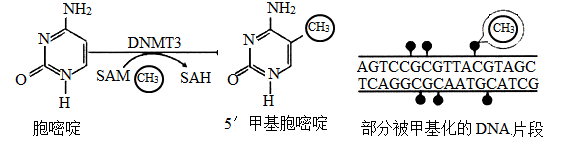 NH₂
N
O
N
H
胞嘧啶
DNMT3
SAM
CH₃
SAH
NH₂
CH₃
N
O
N
H
5′ 甲基胞嘧啶
CH₃
AGTCCGCGTTACGTAGC
TCAGGCGCAATGCATCG
部分被甲基化的DNA片段